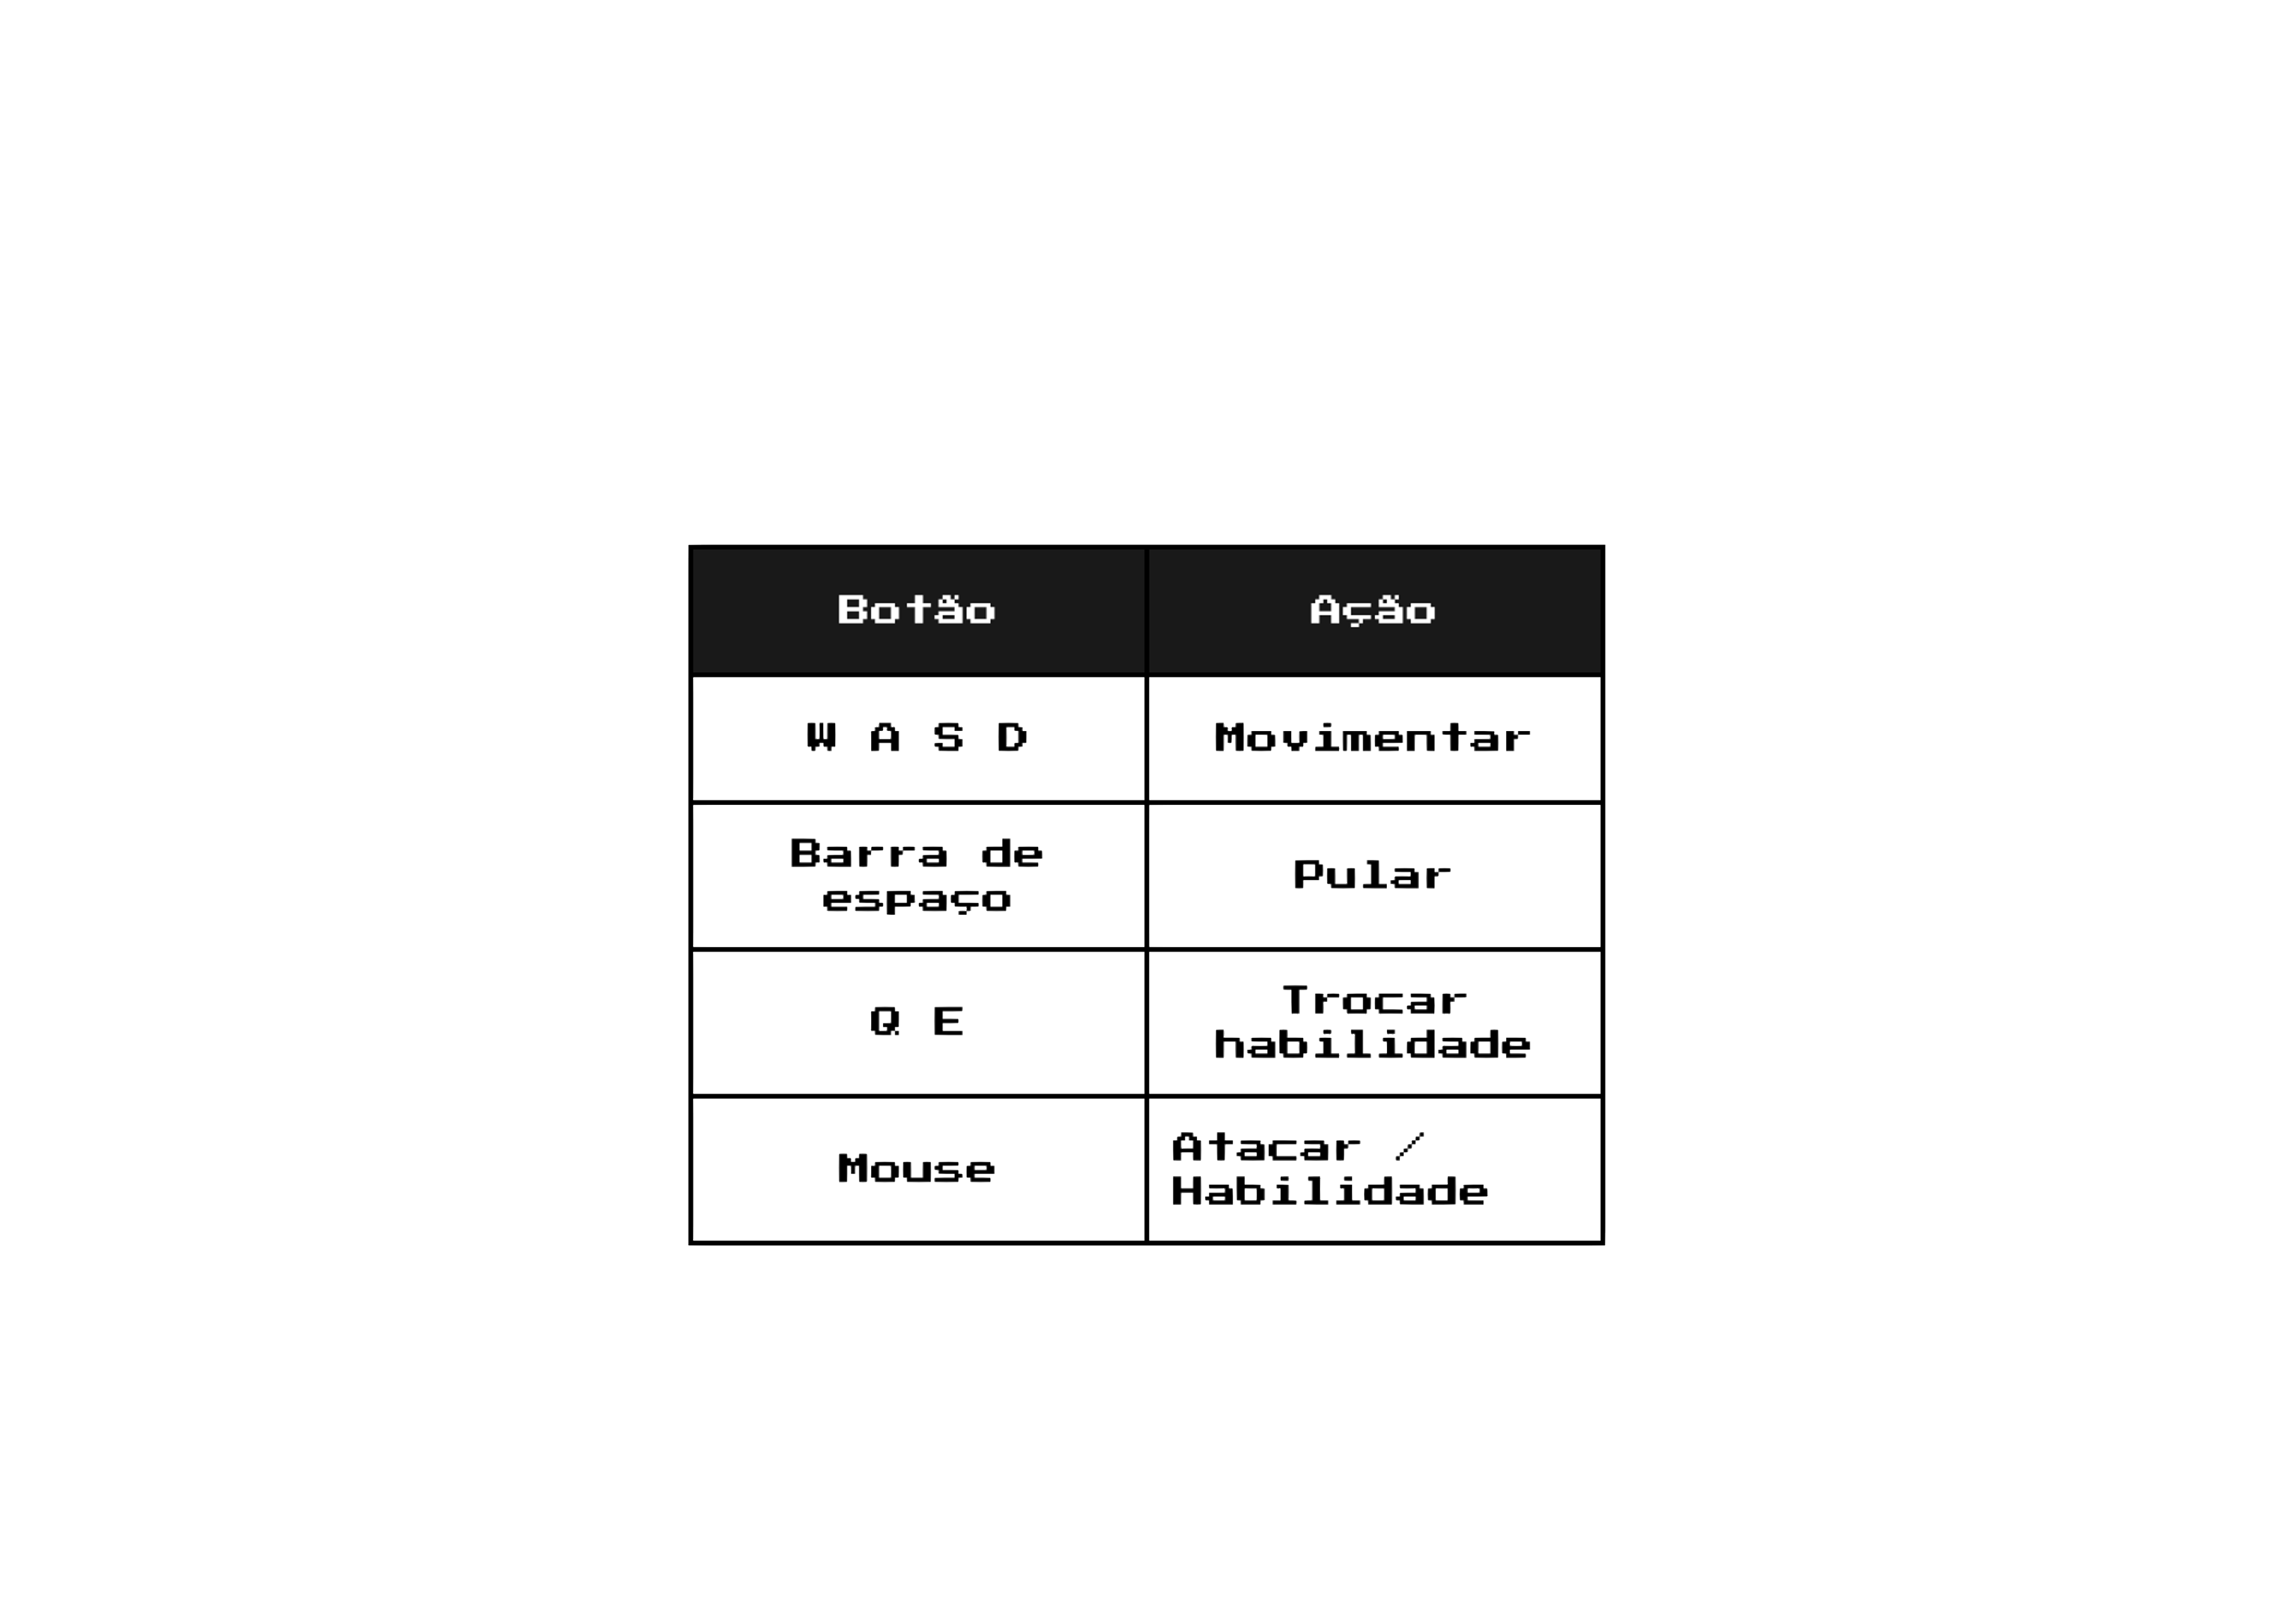 Botão Ação
W A S D Movimentar
Barra de
espaço
Pular
Q E
Trocar
habilidade
Mouse
Atacar /
Habilidade